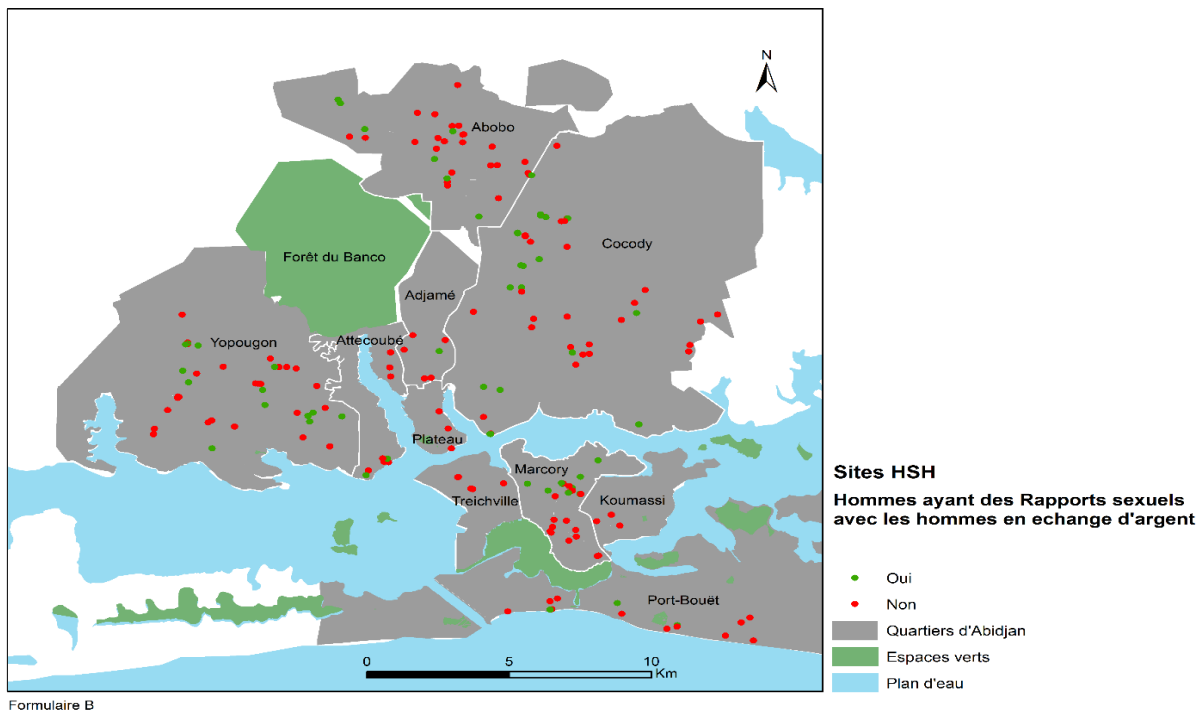 N
Abobo
Cocody
Forêt du Banco
Adjamé
Yopougon
Attecoubé
Plateau
Marcory
Treichville
Koumassi
Port-Bouët
0 5 10
Km
Sites HSH
Hommes ayant des Rapports sexuels
avec les hommes en echange d'argent
Oui
Non
Quartiers d'Abidjan
Espaces verts
Plan d'eau
Formulaire B